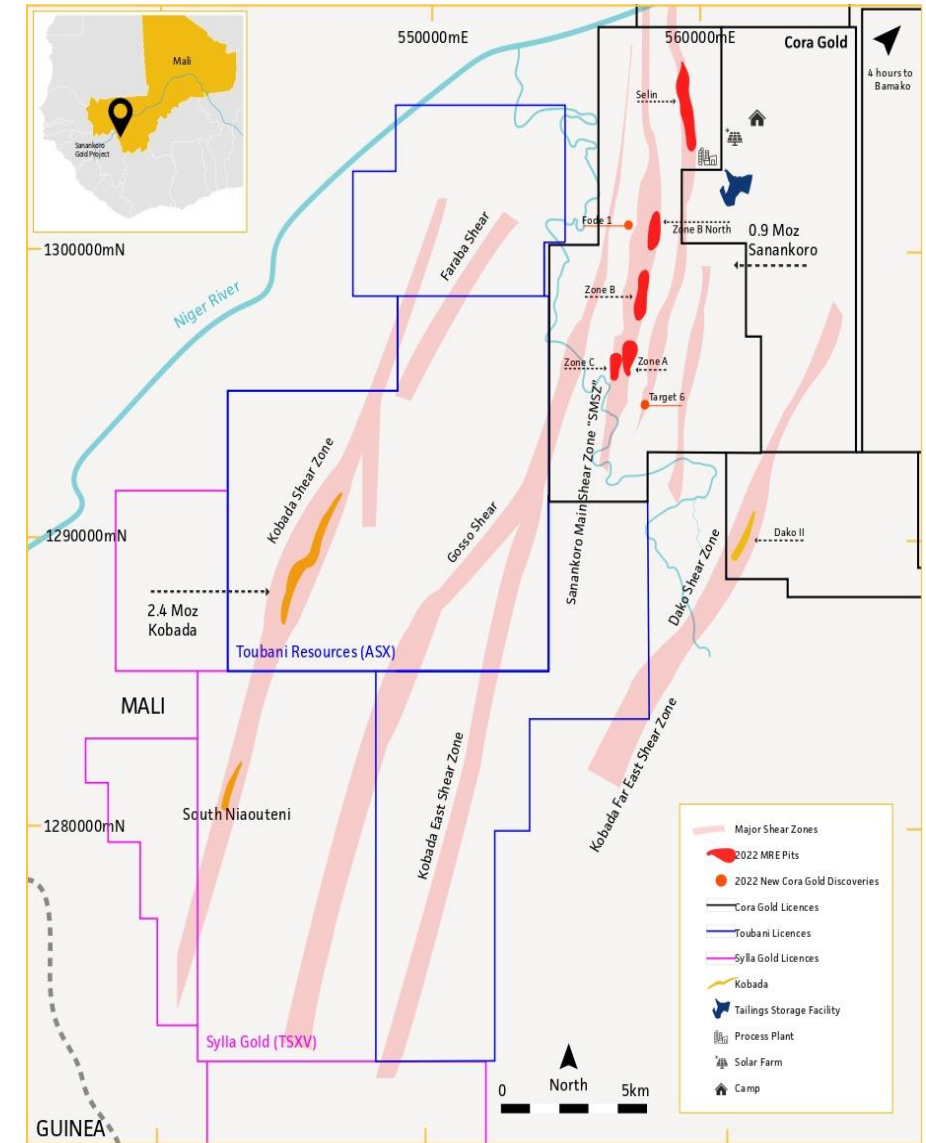 Mali
Sanankoro
Gold Project
550000mE
560000mE
Cora Gold
4 hours to
Bamako
Selin
Niger River
Faraba Shear
Fode 1
Zone B North
0.9 Moz
Sanankoro
1300000mN
Zone B
Zone C
Zone A
Target 6
Kobada Shear Zone
Gosso Shear
Sanankoro Main Shear Zone "SMSZ"
1290000mN
Dako II
Dako Shear Zone
2.4 Moz
Kobada
Toubani Resources (ASX)
MALI
Kobada East Shear Zone
Kobada Far East Shear Zone
South Niaouteni
1280000mN
Major Shear Zones
2022 MRE Pits
2022 New Cora Gold Discoveries
Cora Gold Licences
Toubani Licences
Sylla Gold Licences
Kobada
Tailings Storage Facility
Process Plant
Solar Farm
Camp
Sylla Gold (TSXV)
North
0
5km
GUINEA